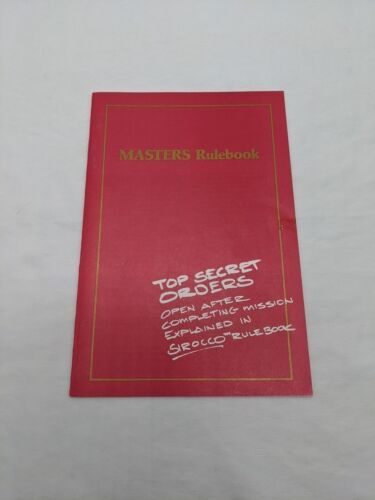 MASTERS Rulebook
TOP SECRET
ORDERS
OPEN AFTER
COMPLETING MISSION
EXPLAINED IN
SIROCCO™ RULEBOOK